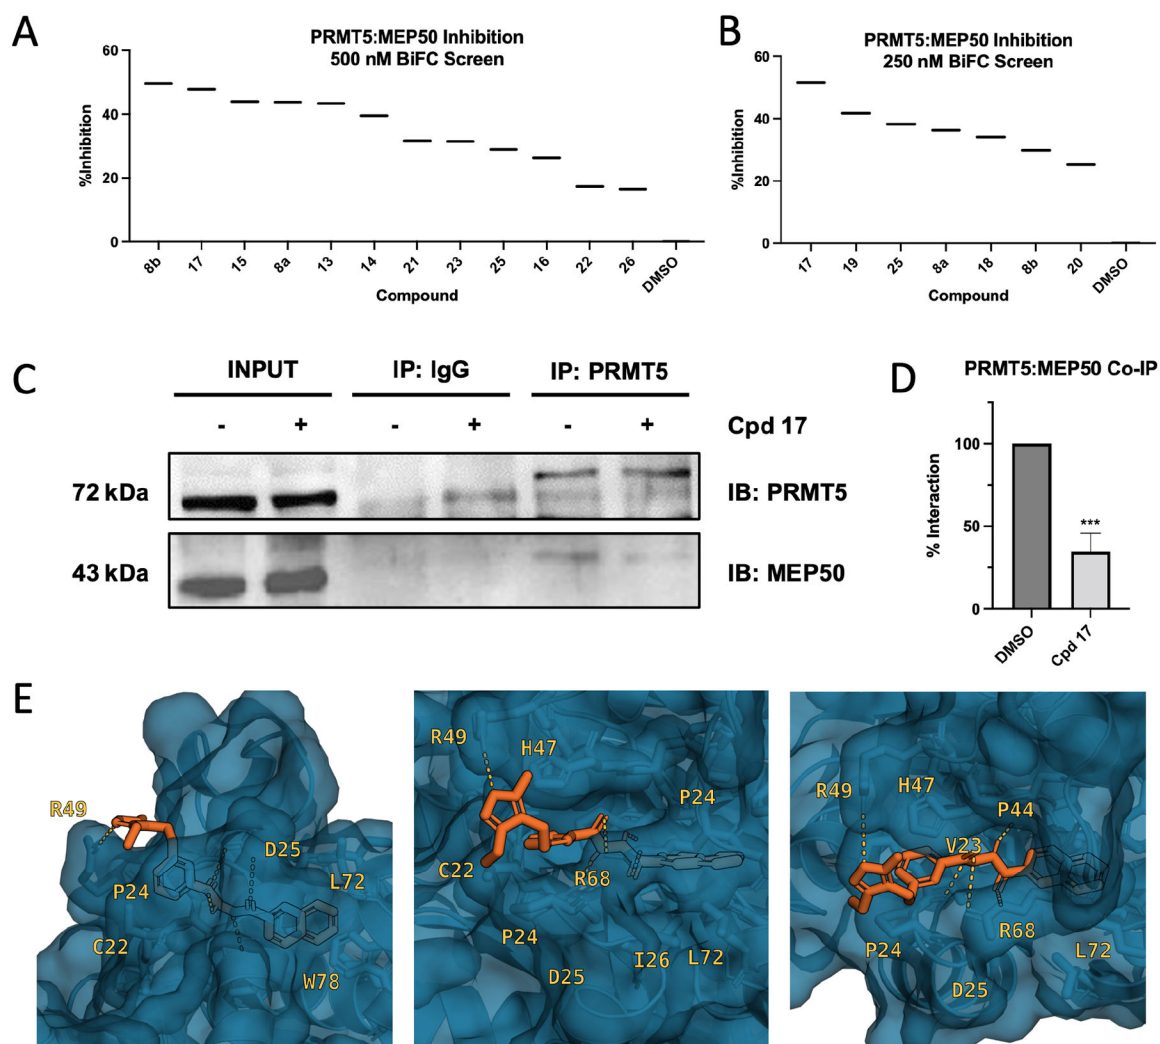 A
PRMT5:MEP50 Inhibition
500 nM BiFC Screen
%Inhibition
60
40
20
0
8b 17 15 8a 13 14 21 23 25 16 22 26 DMSO
Compound
B
PRMT5:MEP50 Inhibition
250 nM BiFC Screen
%Inhibition
60
40
20
0
17 19 25 8a 18 8b 20 DMSO
Compound
C
INPUT IP: IgG IP: PRMT5
- + - + - + Cpd 17
72 kDa IB: PRMT5
43 kDa IB: MEP50
D
PRMT5:MEP50 Co-IP
% Interaction
100
50
0
***
DMSO Cpd 17
E
R49
D25
P24
L72
C22
W78
R49
H47
P24
C22
R68
P24
D25
I26
L72
R49
H47
P44
V23
P24
R68
L72
D25